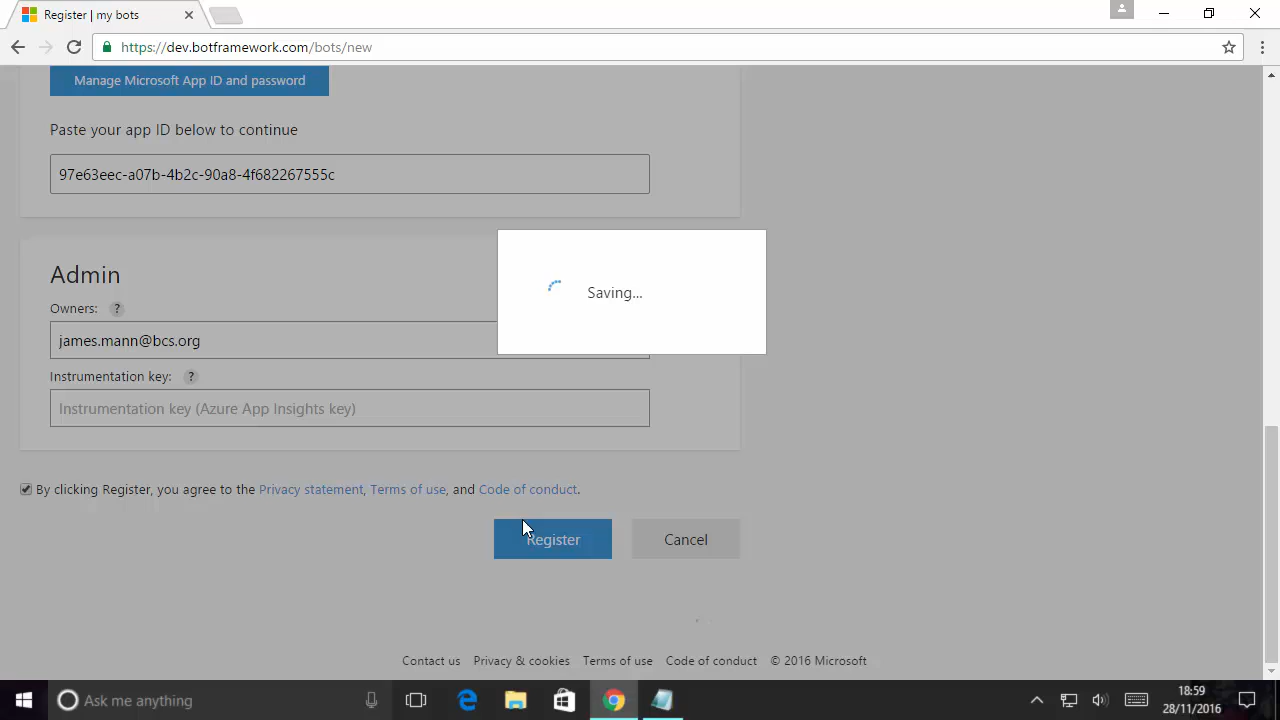 Register | my bots
https://dev.botframework.com/bots/new
Manage Microsoft App ID and password
Paste your app ID below to continue
97e63eec-a07b-4b2c-90a8-4f682267555c
Saving...
Admin
Owners: ?
james.mann@bcs.org
Instrumentation key: ?
Instrumentation key (Azure App Insights key)
By clicking Register, you agree to the Privacy statement, Terms of use, and Code of conduct.
Register Cancel
Contact us Privacy & cookies Terms of use Code of conduct © 2016 Microsoft
Ask me anything
18:59
28/11/2016